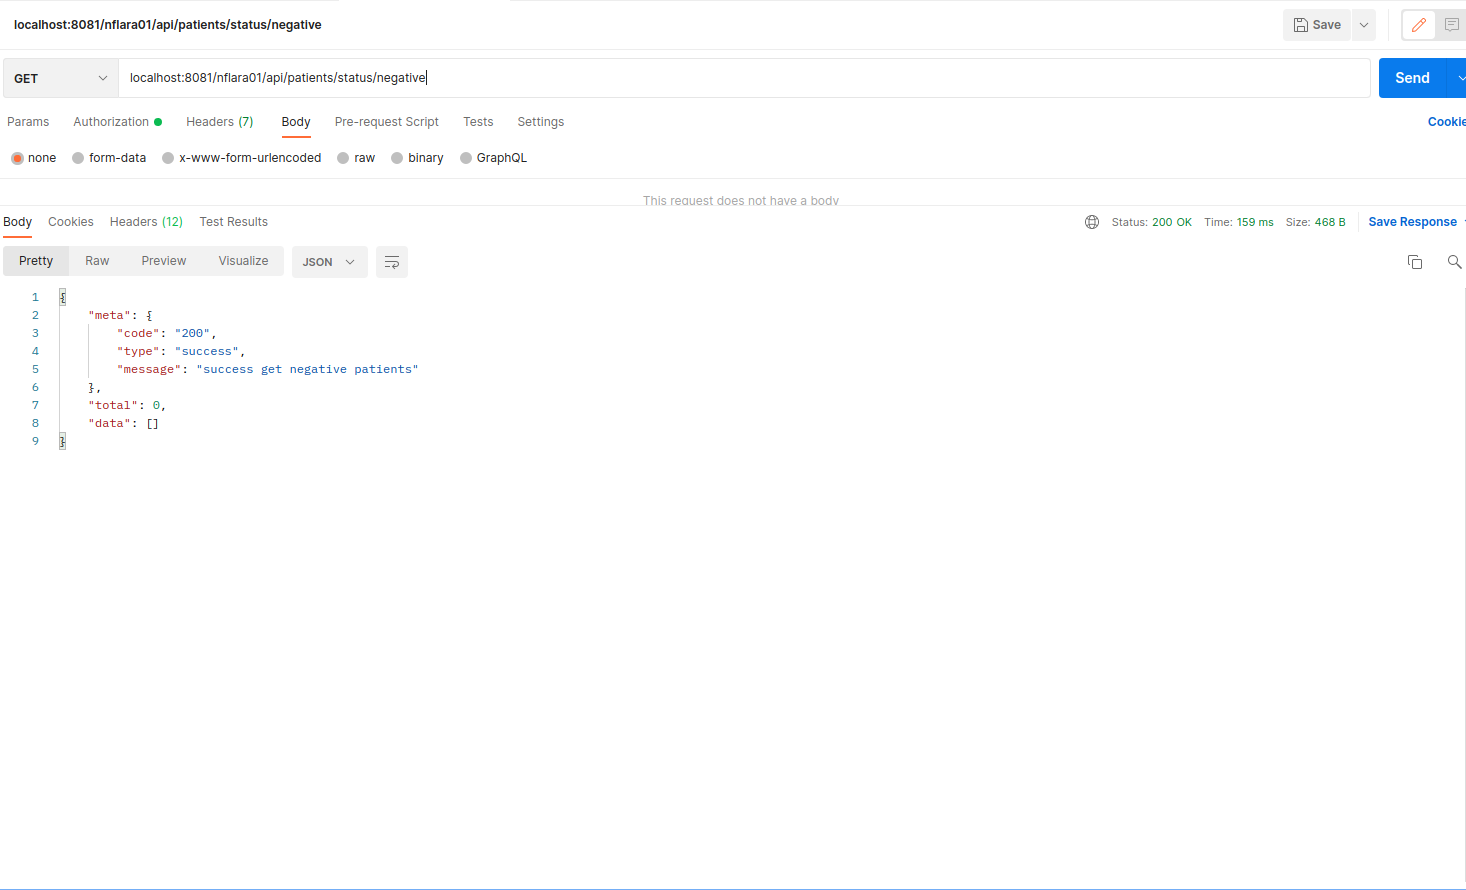 localhost:8081/nflara01/api/patients/status/negative
Save
GET
localhost:8081/nflara01/api/patients/status/negative
Send
Params Authorization Headers (7) Body Pre-request Script Tests Settings
Cookie
none form-data x-www-form-urlencoded raw binary GraphQL
This request does not have a body
Body Cookies Headers (12) Test Results
Status: 200 OK Time: 159 ms Size: 468 B Save Response
Pretty Raw Preview Visualize JSON
1 {
2 "meta": {
3 "code": "200",
4 "type": "success",
5 "message": "success get negative patients"
6 },
7 "total": 0,
8 "data": []
9 }